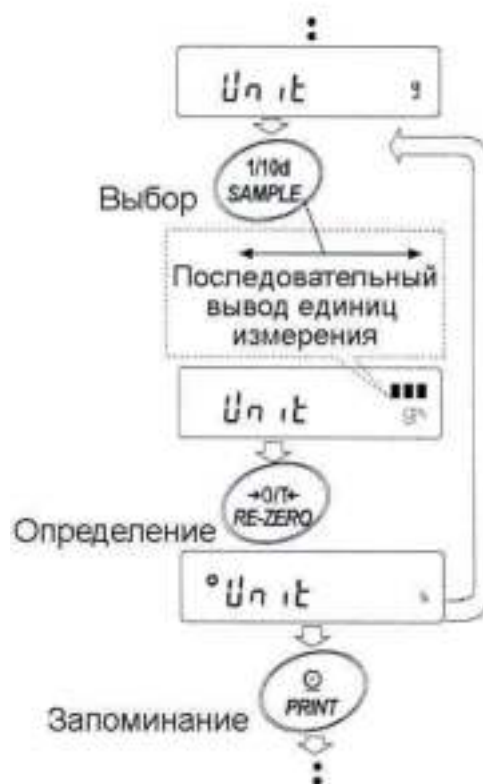 Unit g
1/10d
SAMPLE
Выбор
Последовательный
вывод единиц
измерения
Unit
→0/T←
RE-ZERO
Определение
Unit
PRINT
Запоминание